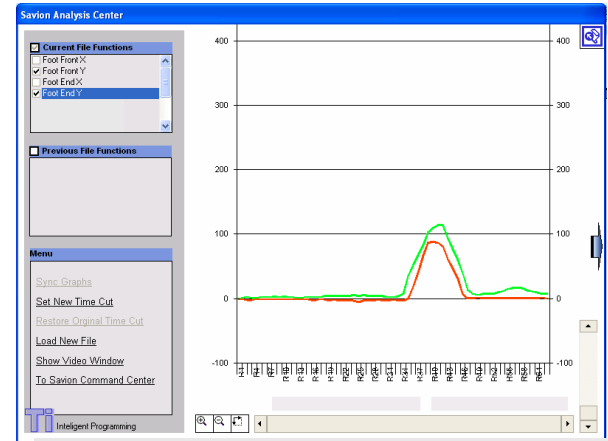 Savion Analysis Center
Current File Functions
Foot Front X
Foot Front Y
Foot End X
Foot End Y
Previous File Functions
Menu
Sync Graphs
Set New Time Cut
Restore Orginal Time Cut
Load New File
Show Video Window
To Savion Command Center
Ti
Inteligent Programming
400
300
200
100
0
-100
400
300
200
100
0
-100